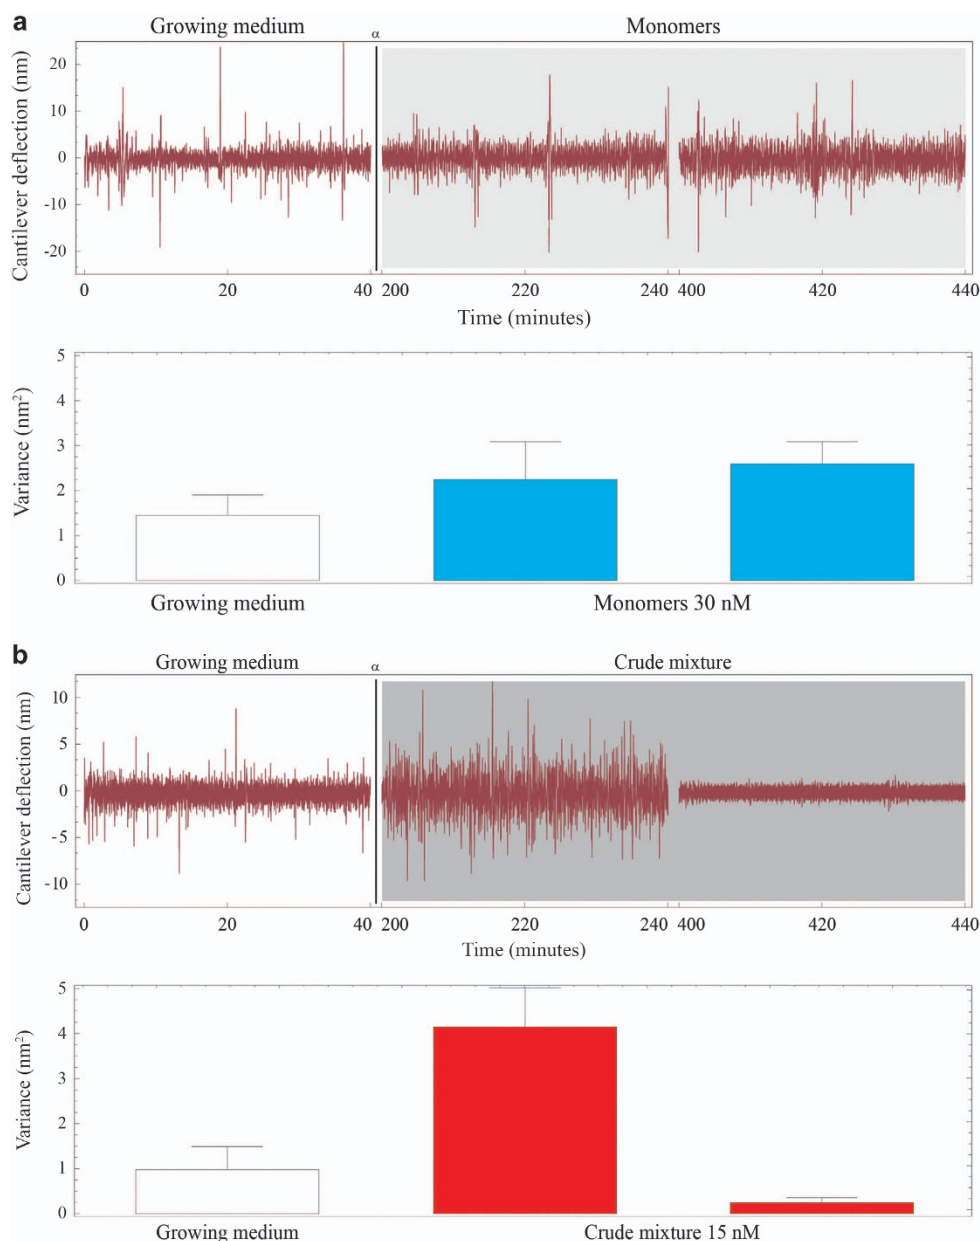 a
Growing medium
α
Monomers
Cantilever deflection (nm)
20
10
0
-10
-20
0 20 40 200 220 240 400 420 440
Time (minutes)
Variance (nm²)
5
4
3
2
1
0
Growing medium
Monomers 30 nM
b
Growing medium
α
Crude mixture
Cantilever deflection (nm)
10
5
0
-5
-10
0 20 40 200 220 240 400 420 440
Time (minutes)
Variance (nm²)
5
4
3
2
1
0
Growing medium
Crude mixture 15 nM